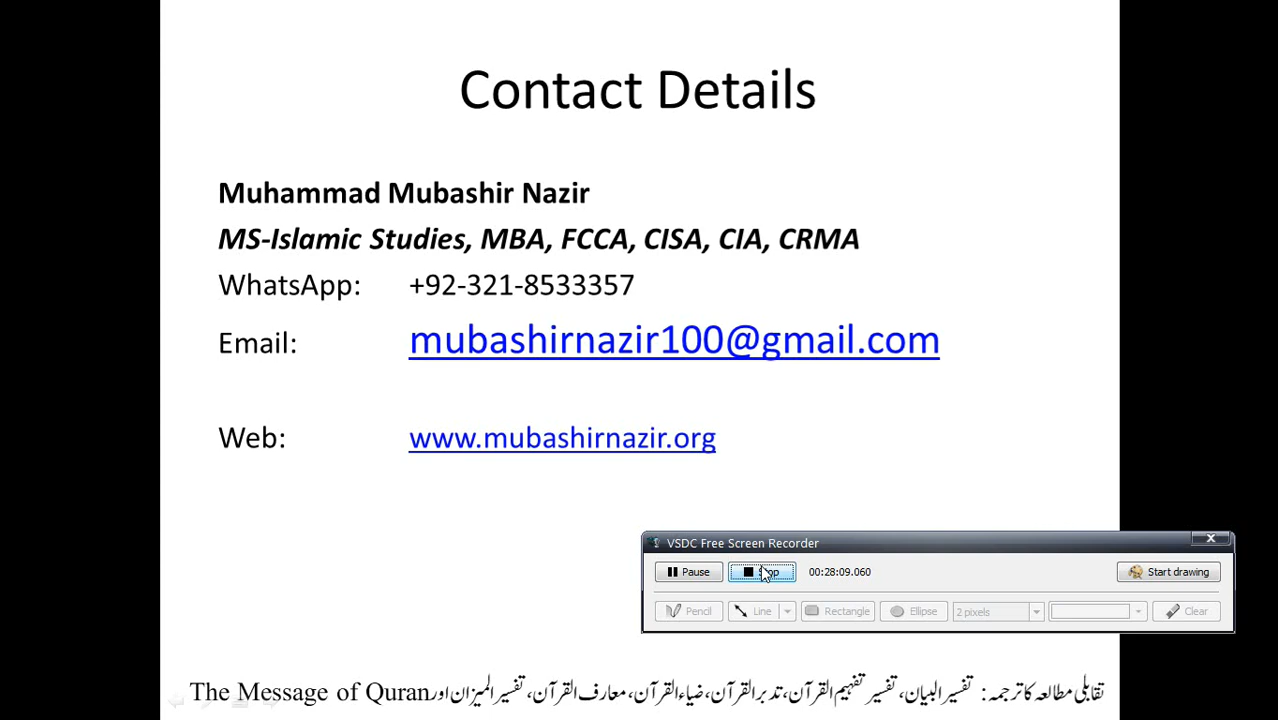 Contact Details
Muhammad Mubashir Nazir
MS-Islamic Studies, MBA, FCCA, CISA, CIA, CRMA
WhatsApp: +92-321-8533357
Email: mubashirnazir100@gmail.com
Web: www.mubashirnazir.org
VSDC Free Screen Recorder
Pause Stop 00:28:09.060 Start drawing
Pencil Line Rectangle Ellipse 2 pixels Clear
تقابلی مطالعہ کا ترجمہ: تفسیر البیان، تفسیر تفہیم القرآن، تدبر القرآن، ضیاء القرآن، معارف القرآن، تفسیر المیزان اور The Message of Quran